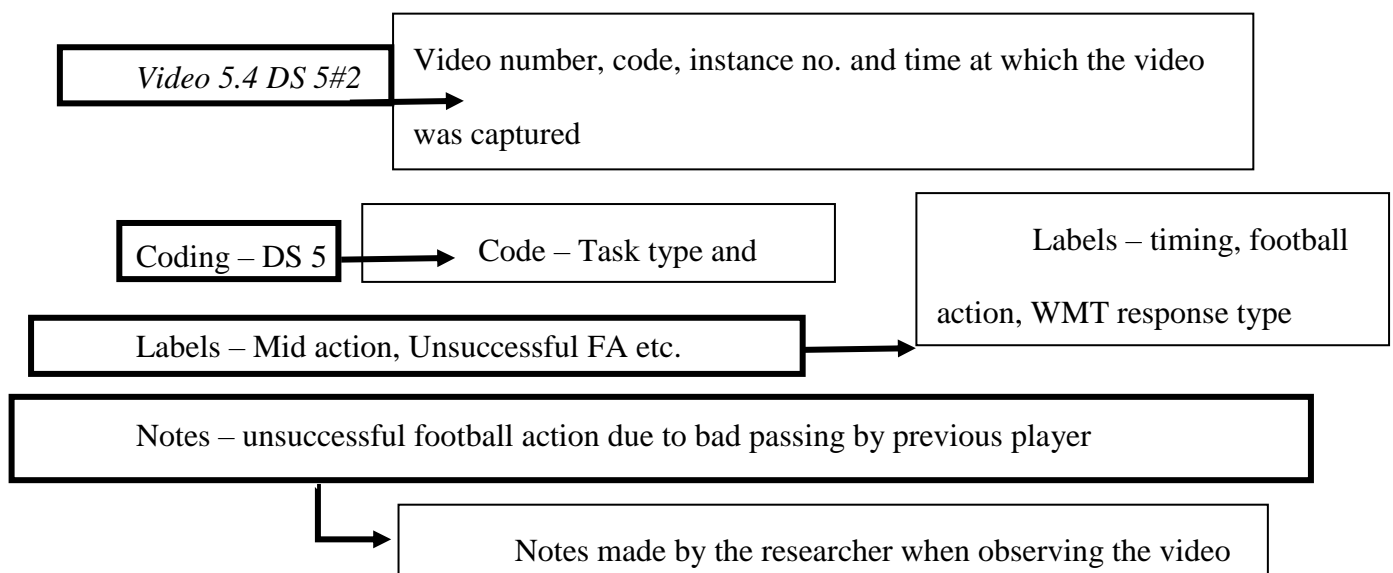 Video 5.4 DS 5#2
Video number, code, instance no. and time at which the video
was captured
Coding – DS 5
Code – Task type and
Labels – timing, football
action, WMT response type
Labels – Mid action, Unsuccessful FA etc.
Notes – unsuccessful football action due to bad passing by previous player
Notes made by the researcher when observing the video